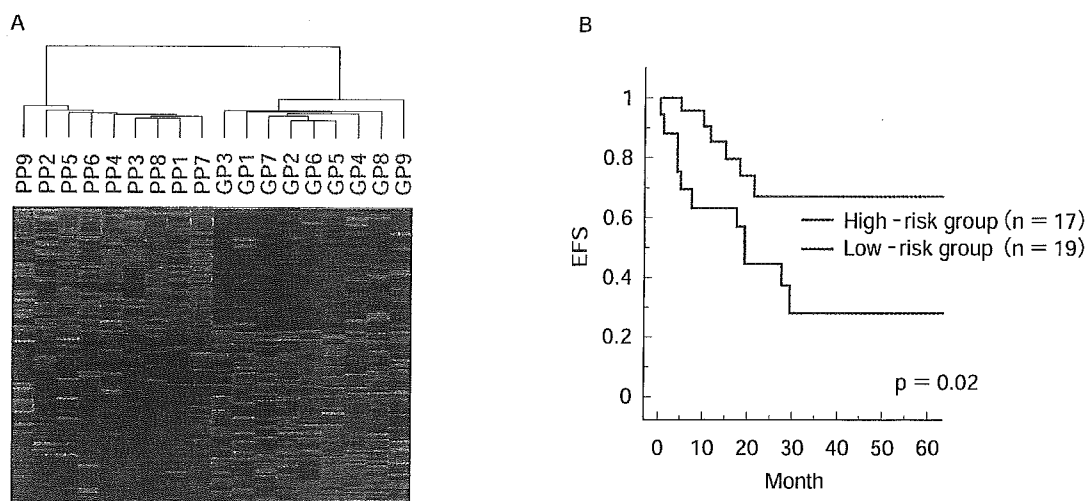 A
PP9 PP2 PP5 PP6 PP4 PP3 PP8 PP1 PP7 GP3 GP1 GP7 GP2 GP6 GP5 GP4 GP8 GP9
B
EFS
1
0.8
0.6
0.4
0.2
0
High-risk group (n = 17)
Low-risk group (n = 19)
p = 0.02
0 10 20 30 40 50 60
Month